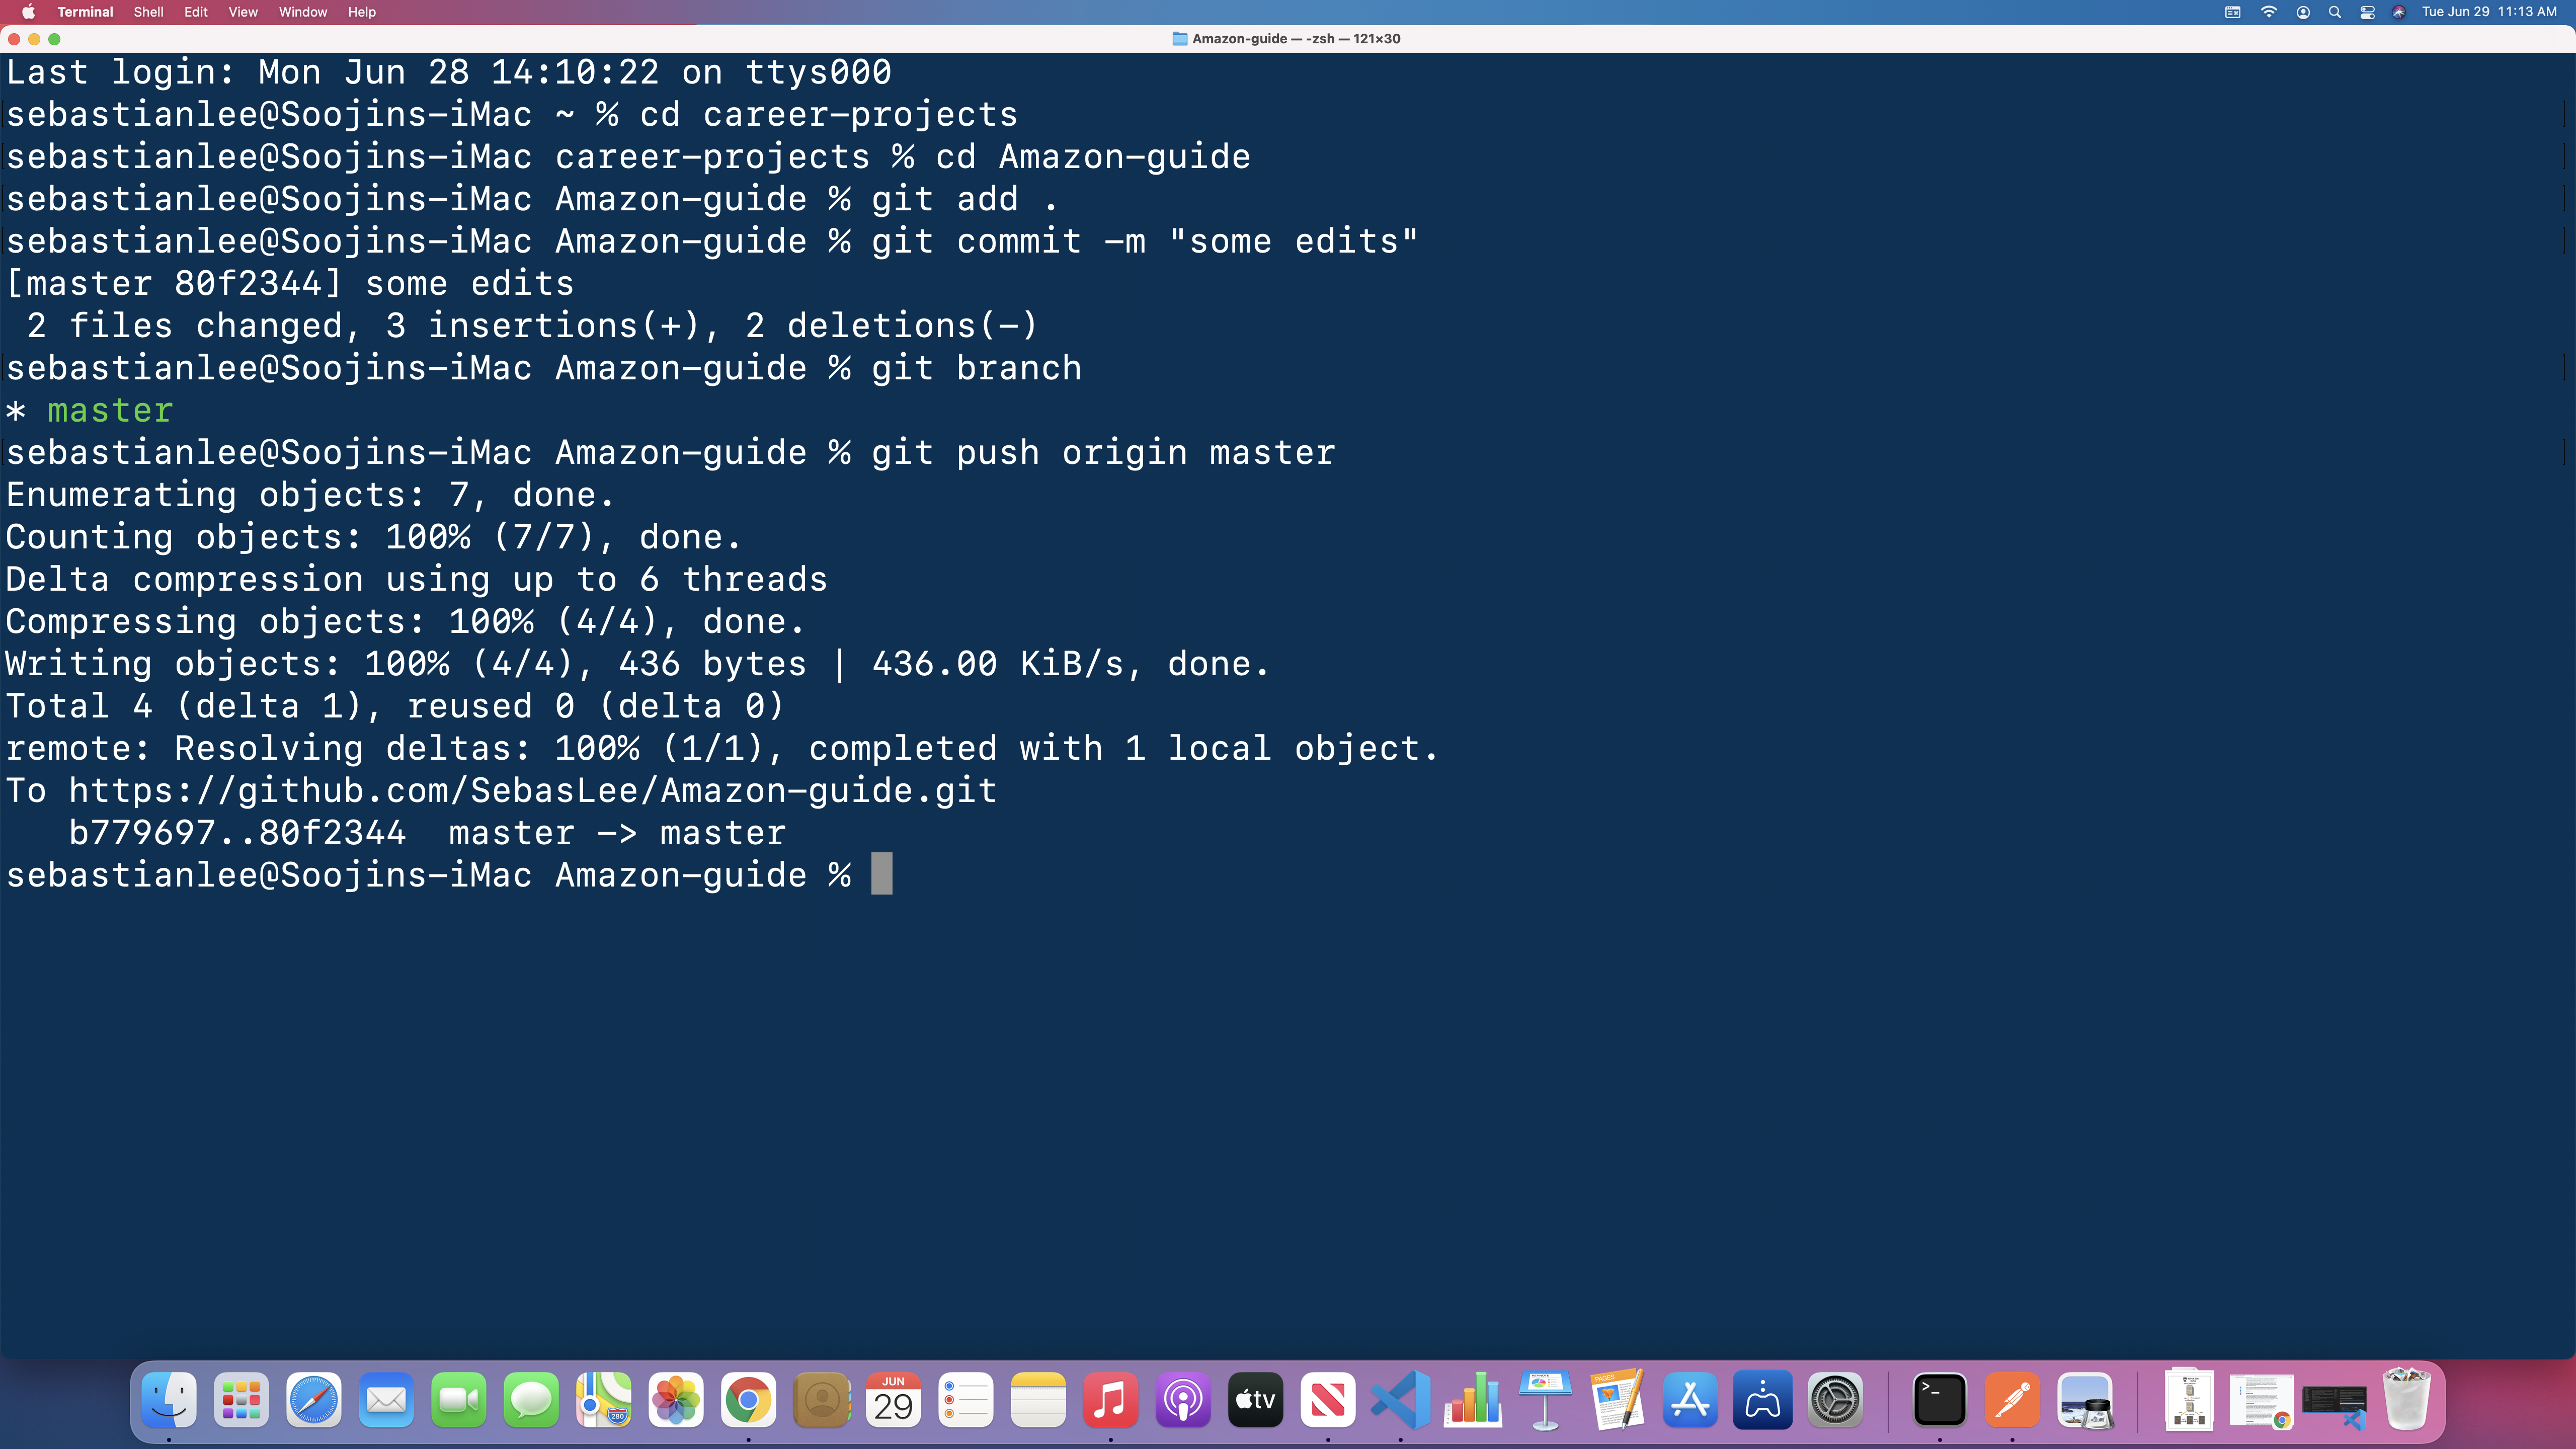 Terminal Shell Edit View Window Help Tue Jun 29 11:13 AM
Amazon-guide — -zsh — 121×30
Last login: Mon Jun 28 14:10:22 on ttys000
sebastianlee@Soojins-iMac ~ % cd career-projects
sebastianlee@Soojins-iMac career-projects % cd Amazon-guide
sebastianlee@Soojins-iMac Amazon-guide % git add .
sebastianlee@Soojins-iMac Amazon-guide % git commit -m "some edits"
[master 80f2344] some edits
 2 files changed, 3 insertions(+), 2 deletions(-)
sebastianlee@Soojins-iMac Amazon-guide % git branch
* master
sebastianlee@Soojins-iMac Amazon-guide % git push origin master
Enumerating objects: 7, done.
Counting objects: 100% (7/7), done.
Delta compression using up to 6 threads
Compressing objects: 100% (4/4), done.
Writing objects: 100% (4/4), 436 bytes | 436.00 KiB/s, done.
Total 4 (delta 1), reused 0 (delta 0)
remote: Resolving deltas: 100% (1/1), completed with 1 local object.
To https://github.com/SebasLee/Amazon-guide.git
   b779697..80f2344  master -> master
sebastianlee@Soojins-iMac Amazon-guide %
280
JUN
29
tv
PAGES
>_